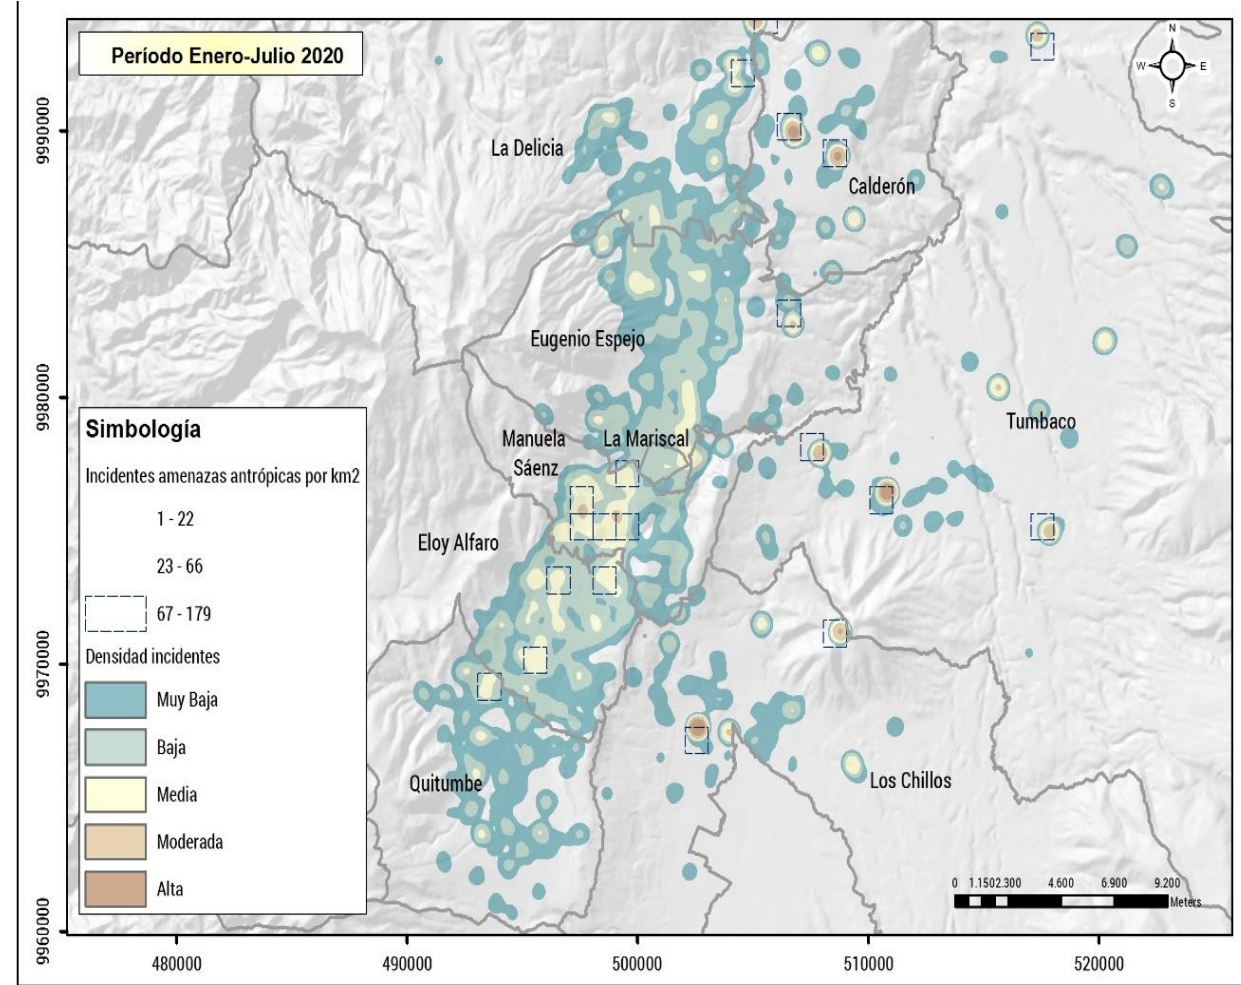 Período Enero-Julio 2020
N
W
E
S
La Delicia
Calderón
Eugenio Espejo
Tumbaco
Manuela
Sáenz
La Mariscal
Eloy Alfaro
Quitumbe
Los Chillos
Simbología
Incidentes amenazas antrópicas por km2
1 - 22
23 - 66
67 - 179
Densidad incidentes
Muy Baja
Baja
Media
Moderada
Alta
0 1.150 2.300 4.600 6.900 9.200
Meters
9990000
9980000
9970000
9960000
480000 490000 500000 510000 520000